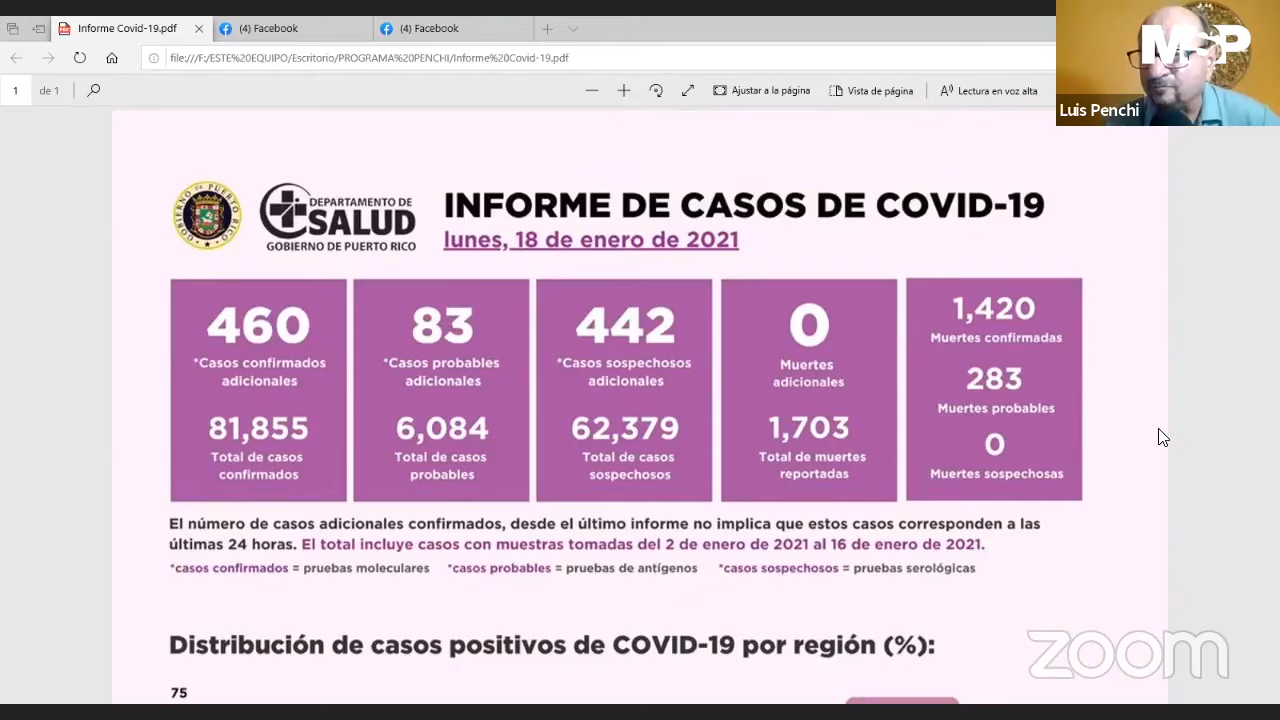 Informe Covid-19.pdf
(4) Facebook
(4) Facebook
file:///F:/ESTE%20EQUIPO/Escritorio/PROGRAMA%20PENCHI/Informe%20Covid-19.pdf
1 de 1
Ajustar a la página
Vista de página
Lectura en voz alta
MSP
Luis Penchi
GOBIERNO DE PUERTO RICO
DEPARTAMENTO DE
SALUD
GOBIERNO DE PUERTO RICO
INFORME DE CASOS DE COVID-19
lunes, 18 de enero de 2021
460
*Casos confirmados
adicionales
81,855
Total de casos
confirmados
83
*Casos probables
adicionales
6,084
Total de casos
probables
442
*Casos sospechosos
adicionales
62,379
Total de casos
sospechosos
0
Muertes
adicionales
1,703
Total de muertes
reportadas
1,420
Muertes confirmadas
283
Muertes probables
0
Muertes sospechosas
El número de casos adicionales confirmados, desde el último informe no implica que estos casos corresponden a las
últimas 24 horas. El total incluye casos con muestras tomadas del 2 de enero de 2021 al 16 de enero de 2021.
*casos confirmados = pruebas moleculares *casos probables = pruebas de antígenos *casos sospechosos = pruebas serológicas
Distribución de casos positivos de COVID-19 por región (%):
75
zoom